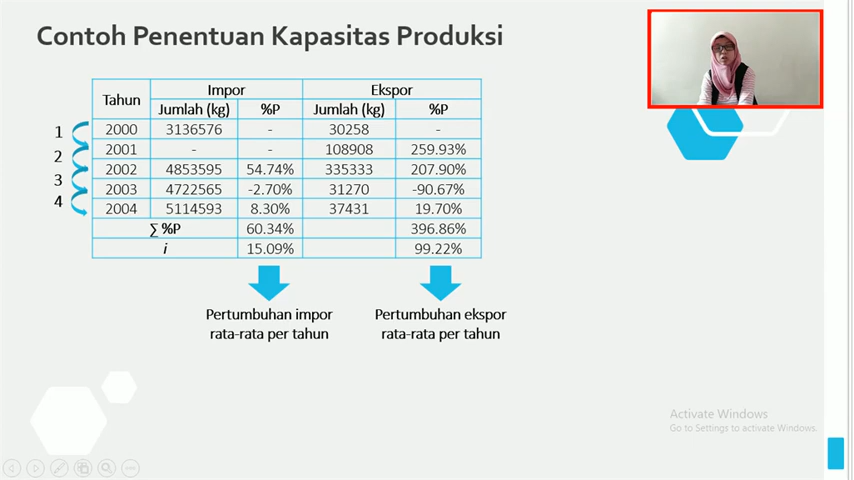 Contoh Penentuan Kapasitas Produksi
Tahun Impor Ekspor
Jumlah (kg) %P Jumlah (kg) %P
1 2000 3136576 - 30258 -
2 2001 - - 108908 259.93%
3 2002 4853595 54.74% 335333 207.90%
4 2003 4722565 -2.70% 31270 -90.67%
2004 5114593 8.30% 37431 19.70%
∑ %P 60.34% 396.86%
i 15.09% 99.22%
Pertumbuhan impor
rata-rata per tahun
Pertumbuhan ekspor
rata-rata per tahun
Activate Windows
Go to Settings to activate Windows.